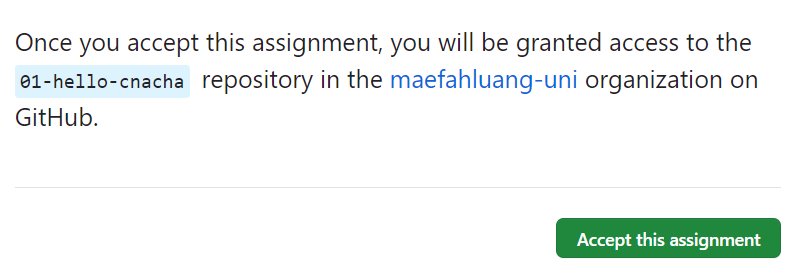 Once you accept this assignment, you will be granted access to the
01-hello-cnacha repository in the maefahluang-uni organization on
GitHub.
Accept this assignment